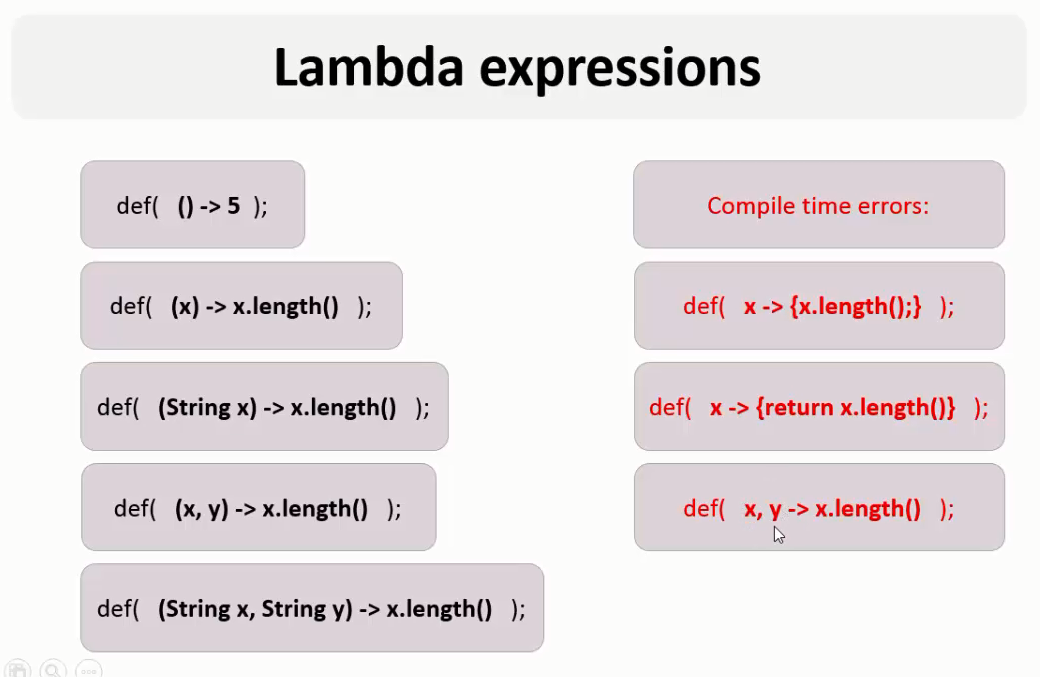 Lambda expressions
def( () -> 5 );
def( (x) -> x.length() );
def( (String x) -> x.length() );
def( (x, y) -> x.length() );
def( (String x, String y) -> x.length() );
Compile time errors:
def( x -> {x.length();} );
def( x -> {return x.length()} );
def( x, y -> x.length() );